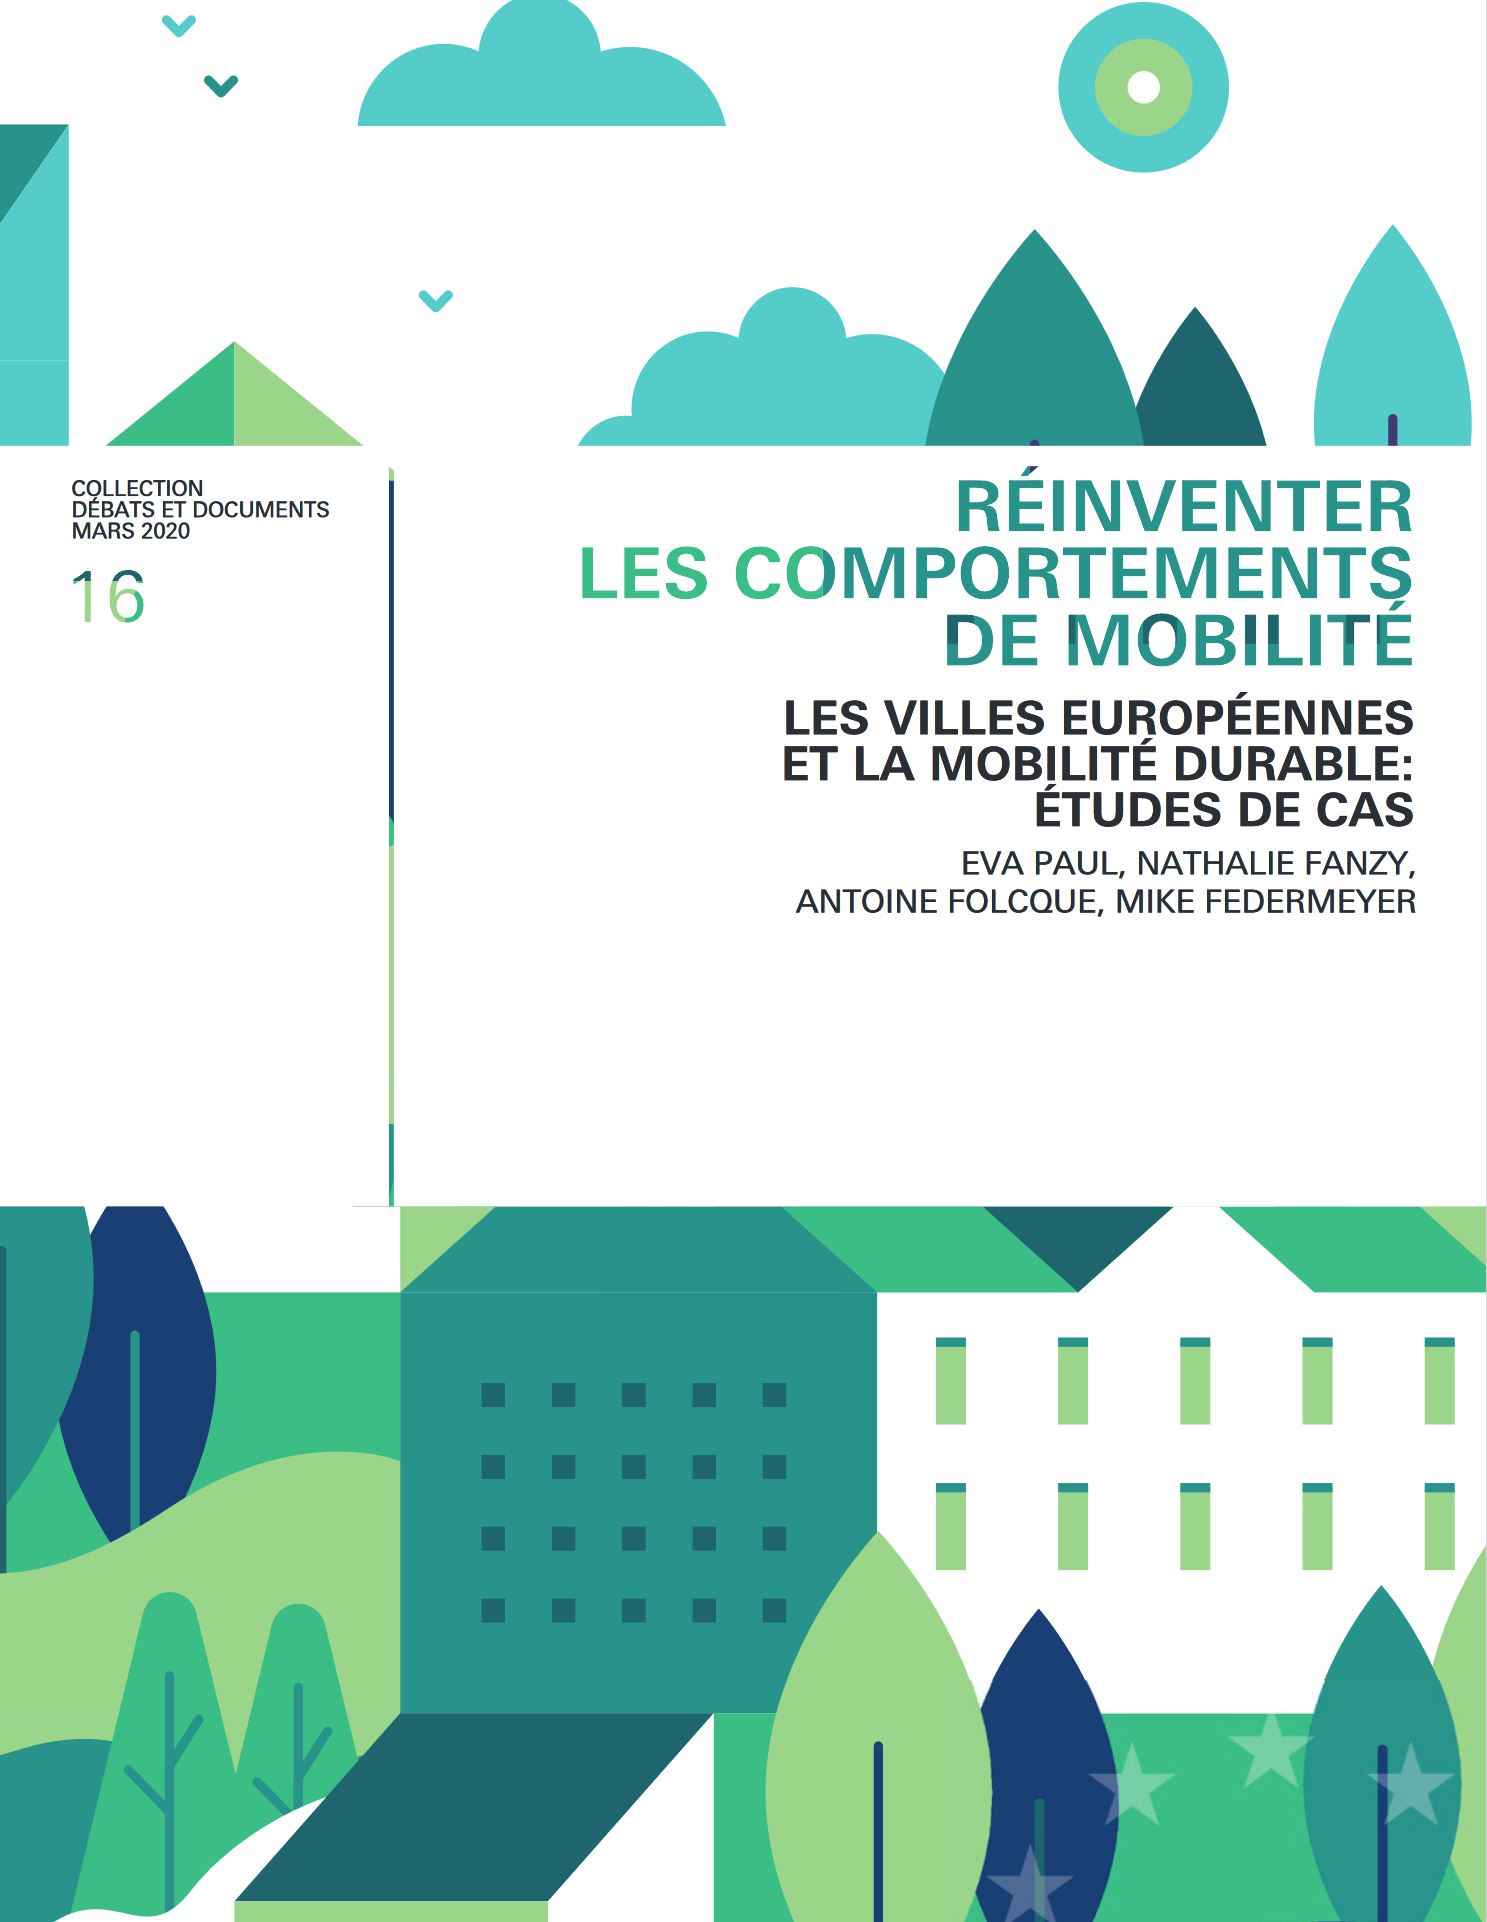 COLLECTION
DÉBATS ET DOCUMENTS
MARS 2020
16
RÉINVENTER
LES COMPORTEMENTS
DE MOBILITÉ
LES VILLES EUROPÉENNES
ET LA MOBILITÉ DURABLE:
ÉTUDES DE CAS
EVA PAUL, NATHALIE FANZY,
ANTOINE FOLCQUE, MIKE FEDERMEYER